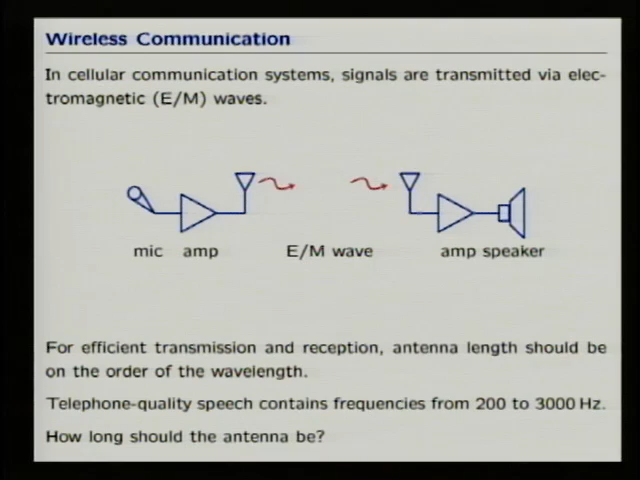 Wireless Communication
In cellular communication systems, signals are transmitted via elec-
tromagnetic (E/M) waves.
mic amp E/M wave amp speaker
For efficient transmission and reception, antenna length should be
on the order of the wavelength.
Telephone-quality speech contains frequencies from 200 to 3000 Hz.
How long should the antenna be?